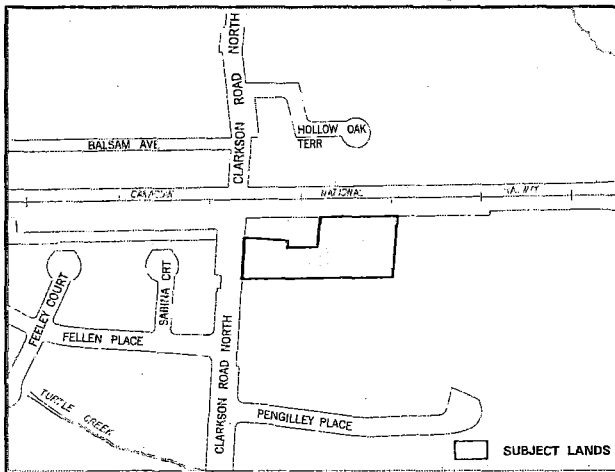 CLARKSON ROAD NORTH
HOLLOW OAK
TERR
BALSAM AVE
CANADIAN NATIONAL RAILWAY
FEELEY COURT
SABINA CRT
FELLEN PLACE
CLARKSON ROAD NORTH
TURTLE CREEK
PENGILLEY PLACE
SUBJECT LANDS